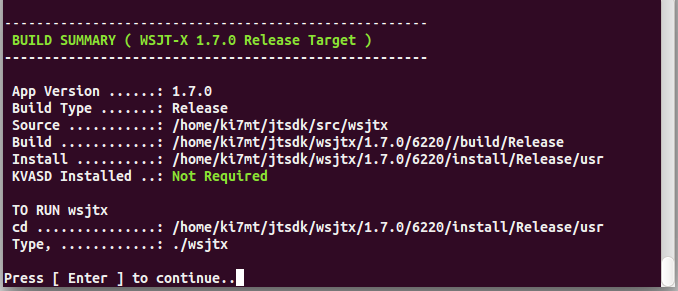 -----------------------------------------------------
BUILD SUMMARY ( WSJT-X 1.7.0 Release Target )
-----------------------------------------------------
App Version ......: 1.7.0
Build Type .......: Release
Source ...........: /home/ki7mt/jtsdk/src/wsjtx
Build ............: /home/ki7mt/jtsdk/wsjtx/1.7.0/6220//build/Release
Install ..........: /home/ki7mt/jtsdk/wsjtx/1.7.0/6220/install/Release/usr
KVASD Installed ..: Not Required
TO RUN wsjtx
cd ...............: /home/ki7mt/jtsdk/wsjtx/1.7.0/6220/install/Release/usr
Type, ............: ./wsjtx
Press [ Enter ] to continue..